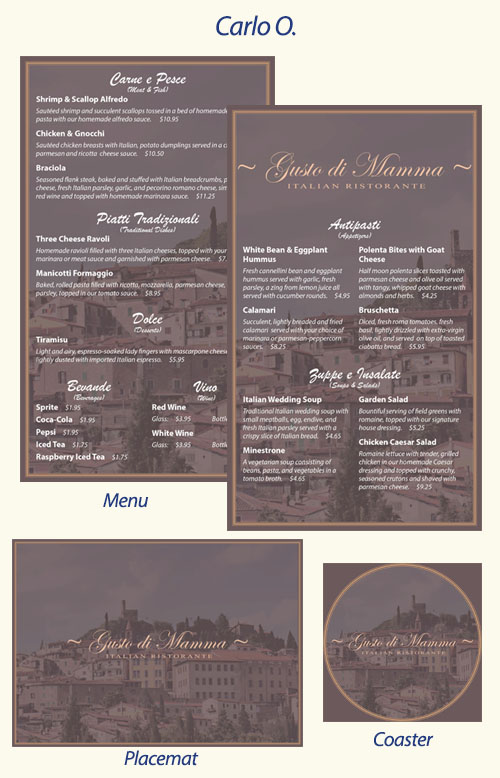 Carlo O.
Carne e Pesce
(Meat & Fish)
Shrimp & Scallop Alfredo
Sautéed shrimp and succulent scallops tossed in a bed of homemade
pasta with our homemade alfredo sauce. $10.95
Chicken & Gnocchi
Sautéed chicken breasts with Italian, potato dumplings served in a
parmesan and ricotta cheese sauce. $10.50
Braciola
Seasoned flank steak, baked and stuffed with Italian breadcrumbs,
cheese, fresh Italian parsley, garlic, and pecorino romano cheese,
red wine and topped with homemade marinara sauce. $11.25
Piatti Tradizionali
(Traditional Dishes)
Three Cheese Ravoli
Homemade ravioli filled with three Italian cheeses, topped with your
marinara or meat sauce and garnished with parmesan cheese. $7.
Manicotti Formaggio
Baked, rolled pasta filled with ricotta, mozzarella, parmesan cheese,
parsley, topped in our tomato sauce. $8.95
Dolce
(Desserts)
Tiramisu
Light and airy, espresso-soaked lady fingers with mascarpone cheese
lightly dusted with imported Italian espresso. $5.95
Bevande
(Beverages)
Sprite $1.95
Coca-Cola $1.95
Pepsi $1.95
Iced Tea $1.75
Raspberry Iced Tea $1.75
Vino
(Wine)
Red Wine
Glass: $3.95 Bottl
White Wine
Glass: $3.95 Bottl
Menu
~ Gusto di Mamma ~
ITALIAN RISTORANTE
Antipasti
(Appetizers)
White Bean & Eggplant
Hummus
Fresh cannellini bean and eggplant
hummus served with garlic, fresh
parsley, a zing from lemon juice all
served with cucumber rounds. $4.95
Calamari
Succulent, lightly breaded and fried
calamari served with your choice of
marinara or parmesan-peppercorn
sauces. $8.25
Polenta Bites with Goat
Cheese
Half moon polenta slices toasted with
parmesan cheese and olive oil served
with tangy, whipped goat cheese with
almonds and herbs. $4.25
Bruschetta
Diced, fresh roma tomatoes, fresh
basil, lightly drizzled with extra-virgin
olive oil, and served on top of toasted
ciabatta bread. $5.95
Zuppe e Insalate
(Soups & Salads)
Italian Wedding Soup
Traditional Italian wedding soup with
small meatballs, egg, endive, and
fresh Italian parsley served with a
crispy slice of Italian bread. $4.65
Minestrone
A vegetarian soup consisting of
beans, pasta, and vegetables in a
tomato broth. $4.65
Garden Salad
Bountiful serving of field greens with
romaine, topped with our signature
house dressing. $5.25
Chicken Caesar Salad
Romaine lettuce with tender, grilled
chicken in our homemade Caesar
dressing and topped with crunchy,
seasoned crutons and shaved with
parmesan cheese. $9.25
~ Gusto di Mamma ~
ITALIAN RISTORANTE
Placemat
~ Gusto di Mamma ~
ITALIAN RISTORANTE
Coaster